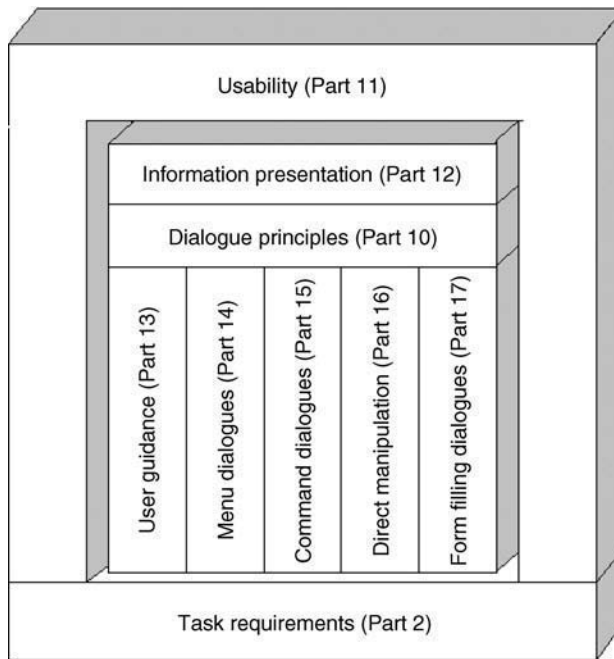 Usability (Part 11)
Information presentation (Part 12)
Dialogue principles (Part 10)
User guidance (Part 13)
Menu dialogues (Part 14)
Command dialogues (Part 15)
Direct manipulation (Part 16)
Form filling dialogues (Part 17)
Task requirements (Part 2)